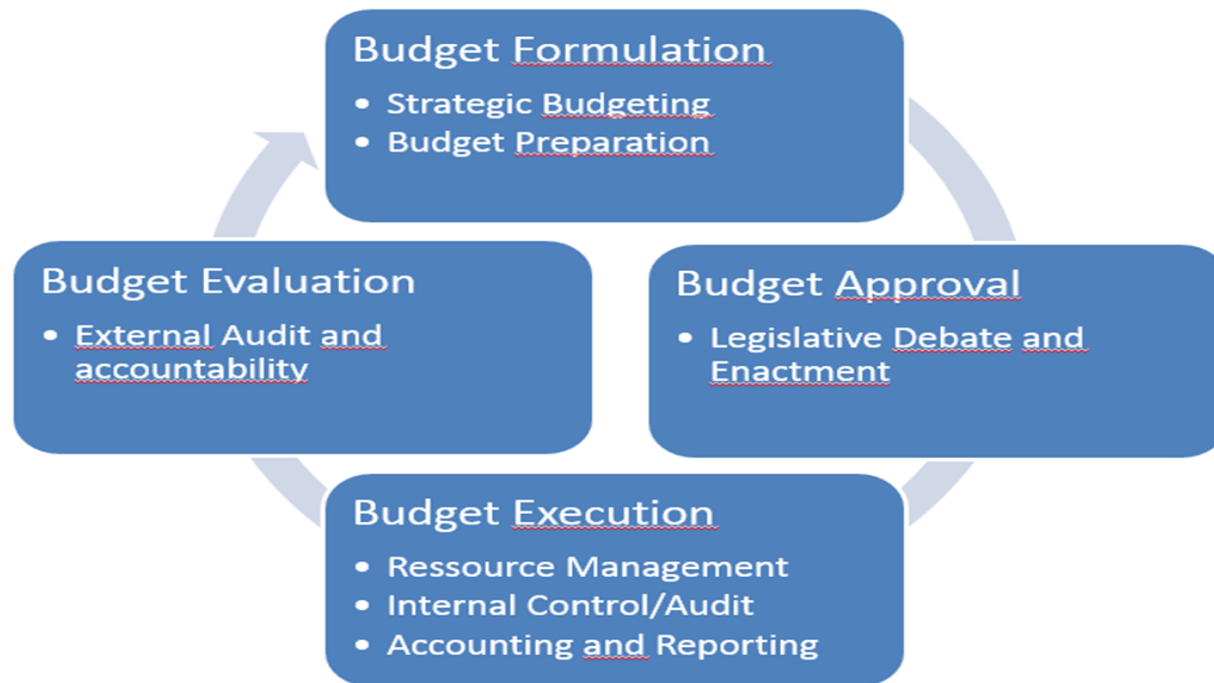 Budget Formulation
• Strategic Budgeting
• Budget Preparation
Budget Evaluation
• External Audit and
accountability
Budget Approval
• Legislative Debate and
Enactment
Budget Execution
• Ressource Management
• Internal Control/Audit
• Accounting and Reporting